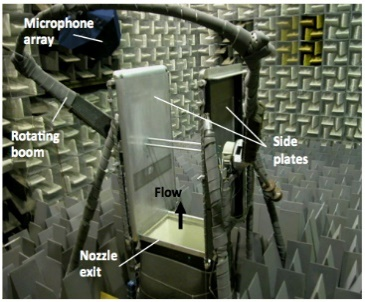 Microphone
array
Rotating
boom
Side
plates
Flow
Nozzle
exit